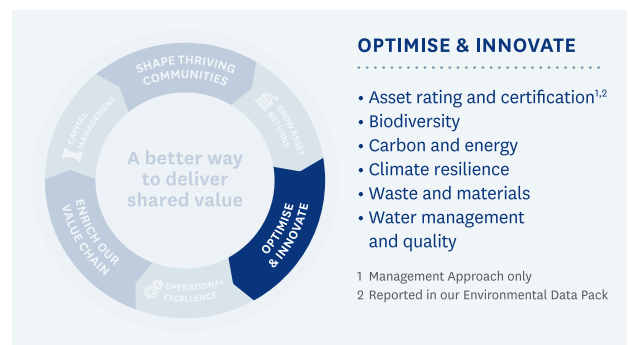 SHAPE THRIVING
COMMUNITIES
CAPITAL
MANAGEMENT
GROW ASSET
RETURNS
A better way
to deliver
shared value
ENRICH OUR
VALUE CHAIN
OPTIMISE
& INNOVATE
OPERATIONAL
EXCELLENCE
OPTIMISE & INNOVATE
• Asset rating and certification1,2
• Biodiversity
• Carbon and energy
• Climate resilience
• Waste and materials
• Water management
and quality
1 Management Approach only
2 Reported in our Environmental Data Pack